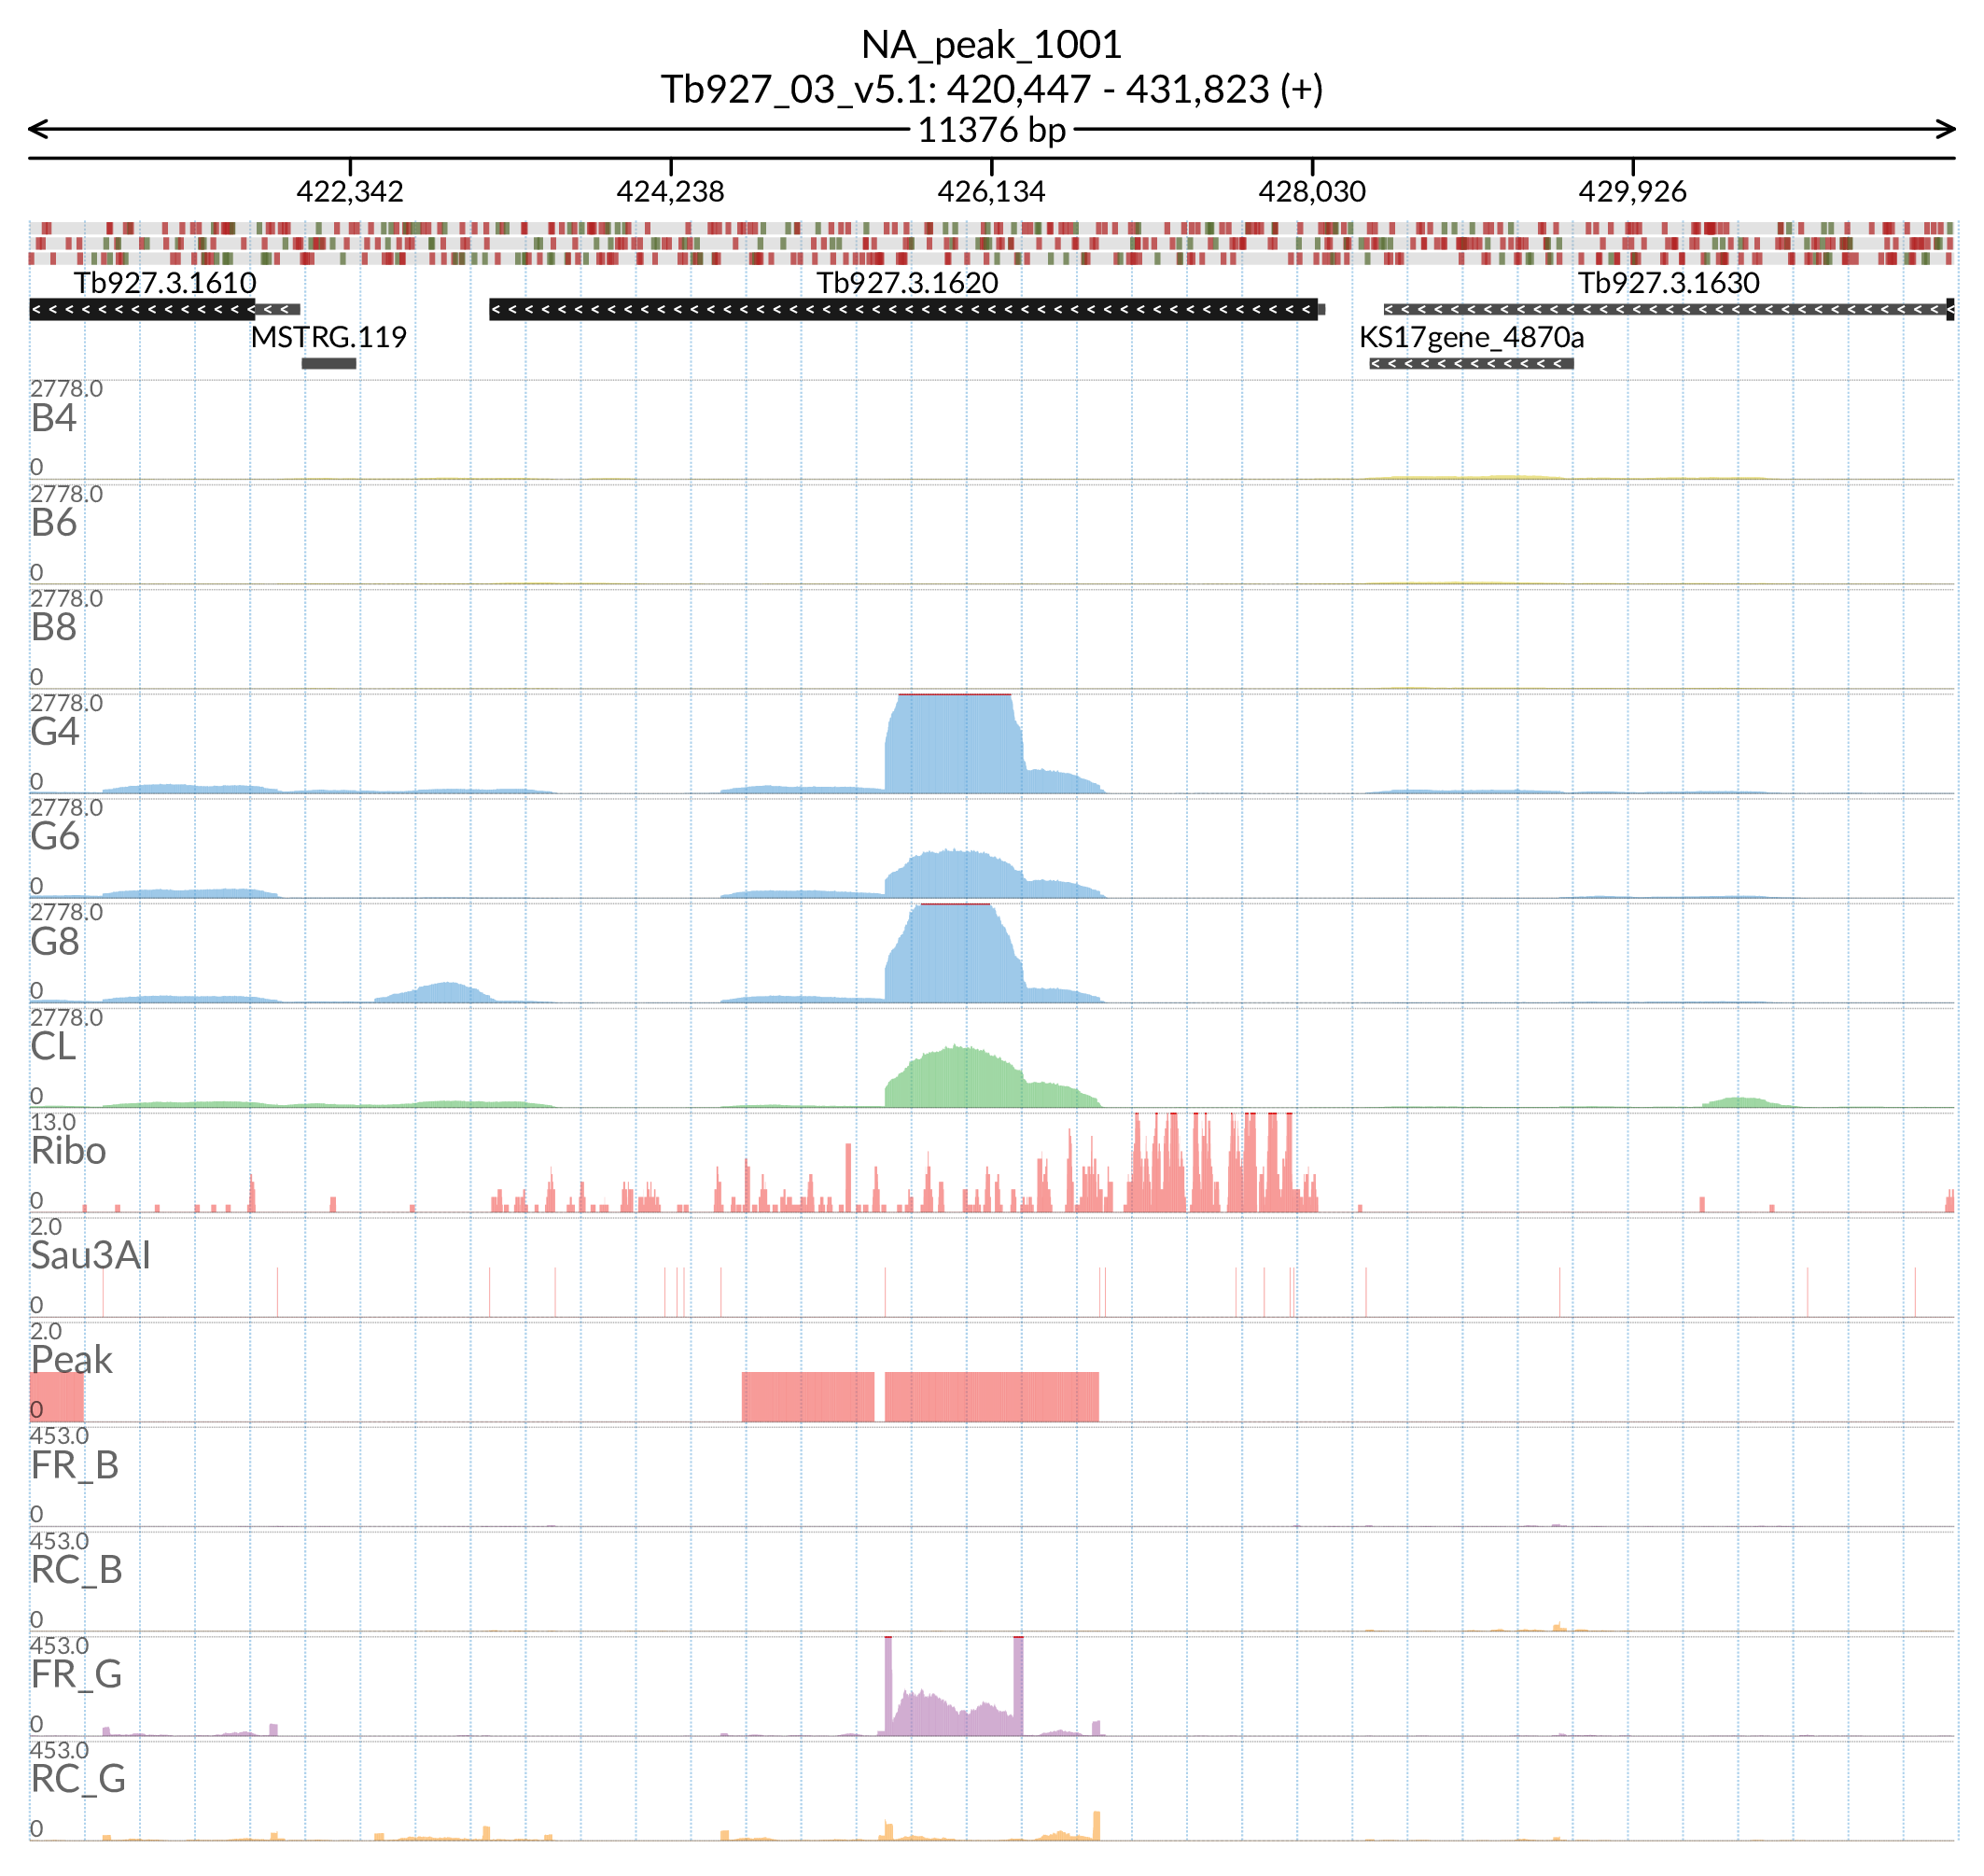 NA_peak_1001
Tb927_03_v5.1: 420,447 - 431,823 (+)
11376 bp
422,342 424,238 426,134 428,030 429,926
Tb927.3.1610 Tb927.3.1620 Tb927.3.1630
MSTRG.119 KS17gene_4870a
2778.0
B4
0
2778.0
B6
0
2778.0
B8
0
2778.0
G4
0
2778.0
G6
0
2778.0
G8
0
2778.0
CL
0
13.0
Ribo
0
2.0
Sau3AI
0
2.0
Peak
0
453.0
FR_B
0
453.0
RC_B
0
453.0
FR_G
0
453.0
RC_G
0